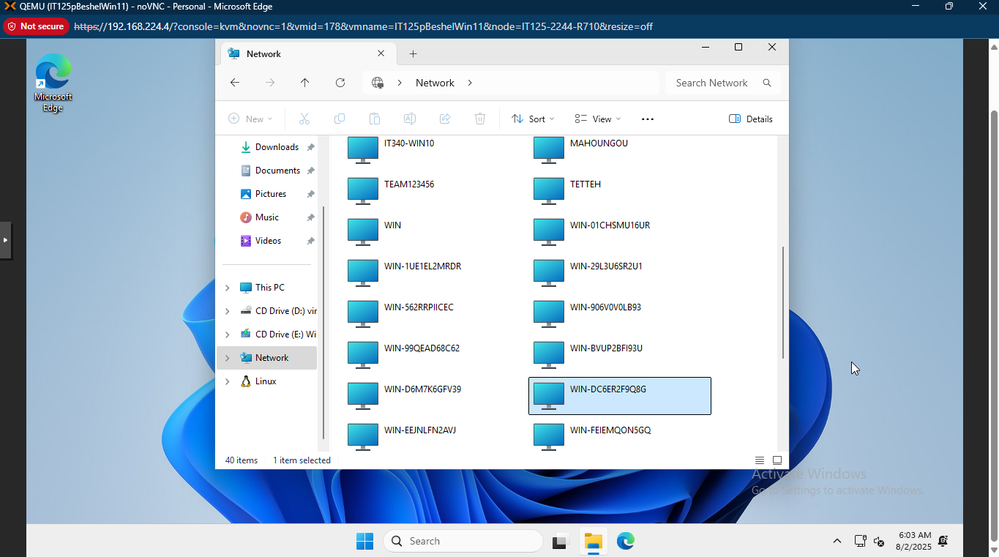 QEMU (IT125pBeshelWin11) - noVNC - Personal - Microsoft Edge
Not secure https://192.168.224.4/?console=kvm&novnc=1&vmid=178&vmname=IT125pBeshelWin11&node=IT125-2244-R710&resize=off
Microsoft
Edge
Network
Network
Search Network
New
Sort
View
Details
Downloads
Documents
Pictures
Music
Videos
This PC
CD Drive (D:) vir
CD Drive (E:) Wi
Network
Linux
IT340-WIN10
MAHOUNGOU
TEAM123456
TETTEH
WIN
WIN-01CHSMU16UR
WIN-1UE1EL2MRDR
WIN-29L3U6SR2U1
WIN-562RRPIICEC
WIN-906V0V0LB93
WIN-99QEAD68C62
WIN-BVUP2BFI93U
WIN-D6M7K6GFV39
WIN-DC6ER2F9Q8G
WIN-EEJNLFN2AVJ
WIN-FEIEMQON5GQ
40 items
1 item selected
Activate Windows
Go to Settings to activate Windows.
Search
6:03 AM
8/2/2025